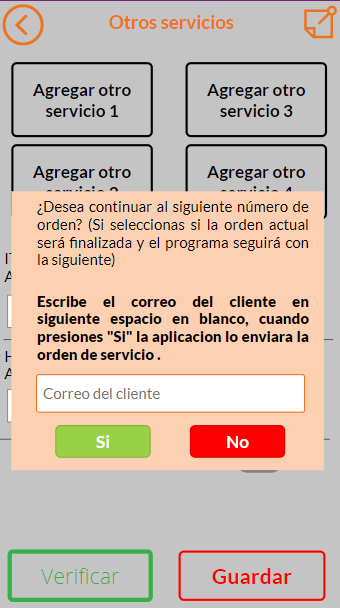 Otros servicios
Agregar otro
servicio 1
Agregar otro
servicio 3
Agregar otro
Agregar otro
¿Desea continuar al siguiente número de
orden? (Si seleccionas si la orden actual
será finalizada y el programa seguirá con
la siguiente)
Escribe el correo del cliente en
siguiente espacio en blanco, cuando
presiones "Si" la aplicacion lo enviara la
orden de servicio .
Correo del cliente
Si
No
Verificar
Guardar